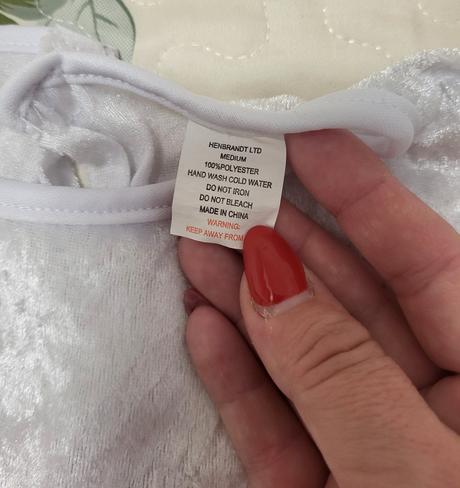 HENBRANDT LTD
MEDIUM
100%POLYESTER
HAND WASH COLD WATER
DO NOT IRON
DO NOT BLEACH
MADE IN CHINA
WARNING:
KEEP AWAY FROM